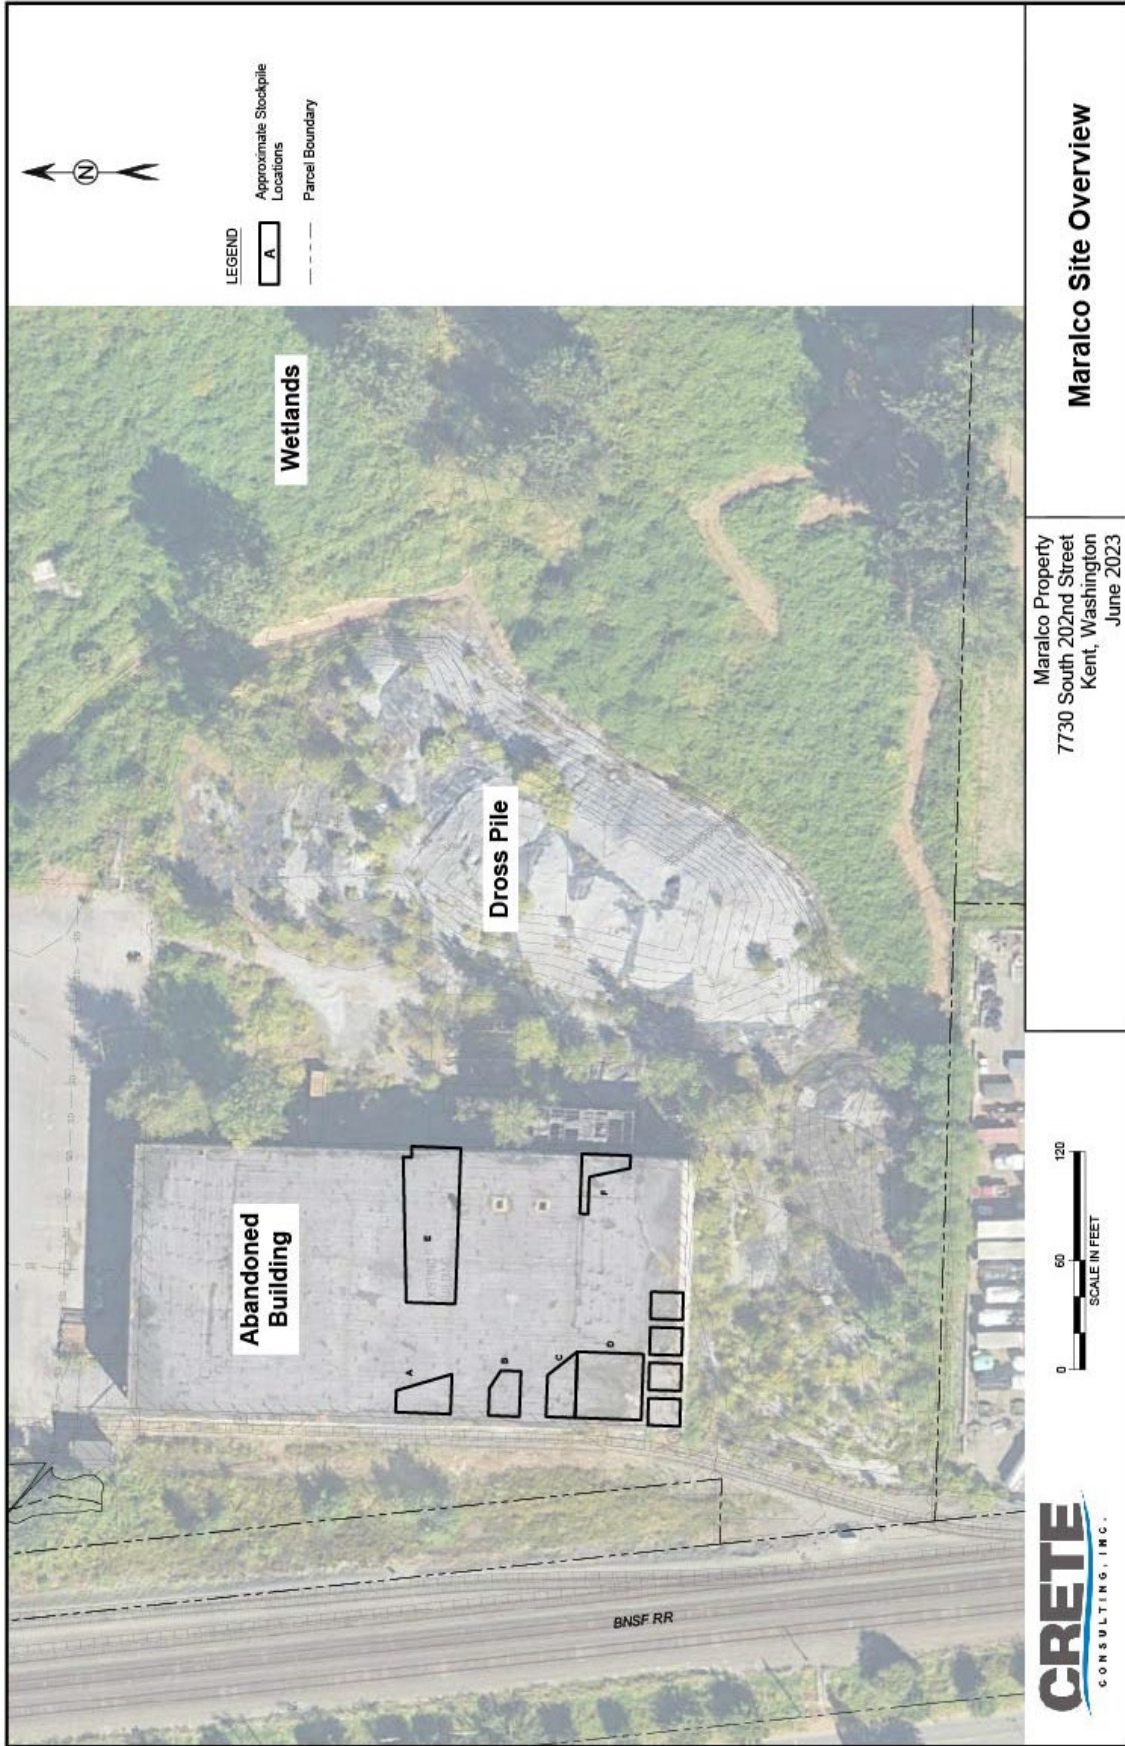 N
LEGEND
A
Approximate Stockpile
Locations
Parcel Boundary
Wetlands
Dross Pile
Abandoned
Building
A
B
C
D
E
F
BNSF RR
CRETE
CONSULTING, INC.
0 60 120
SCALE IN FEET
Maralco Property
7730 South 202nd Street
Kent, Washington
June 2023
Maralco Site Overview